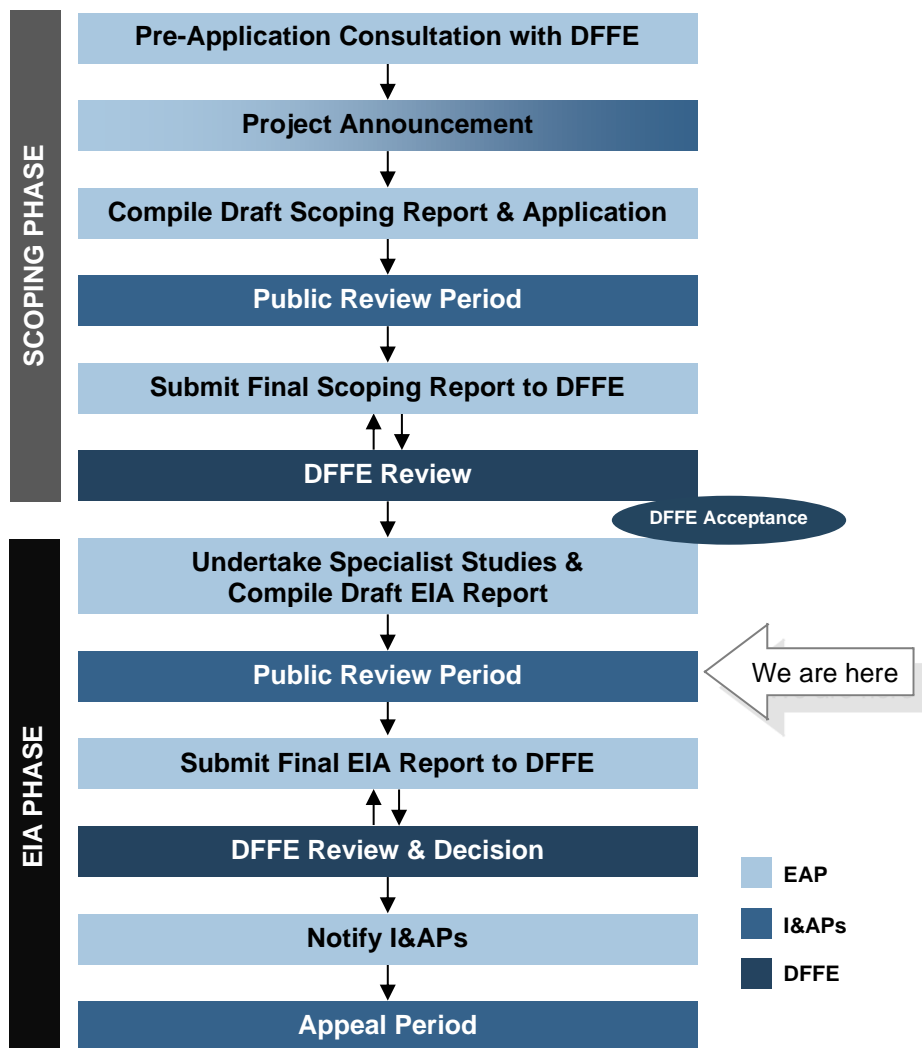 SCOPING PHASE
Pre-Application Consultation with DFFE
Project Announcement
Compile Draft Scoping Report & Application
Public Review Period
Submit Final Scoping Report to DFFE
DFFE Review
DFFE Acceptance
EIA PHASE
Undertake Specialist Studies &
Compile Draft EIA Report
Public Review Period
We are here
Submit Final EIA Report to DFFE
DFFE Review & Decision
Notify I&APs
Appeal Period
EAP
I&APs
DFFE